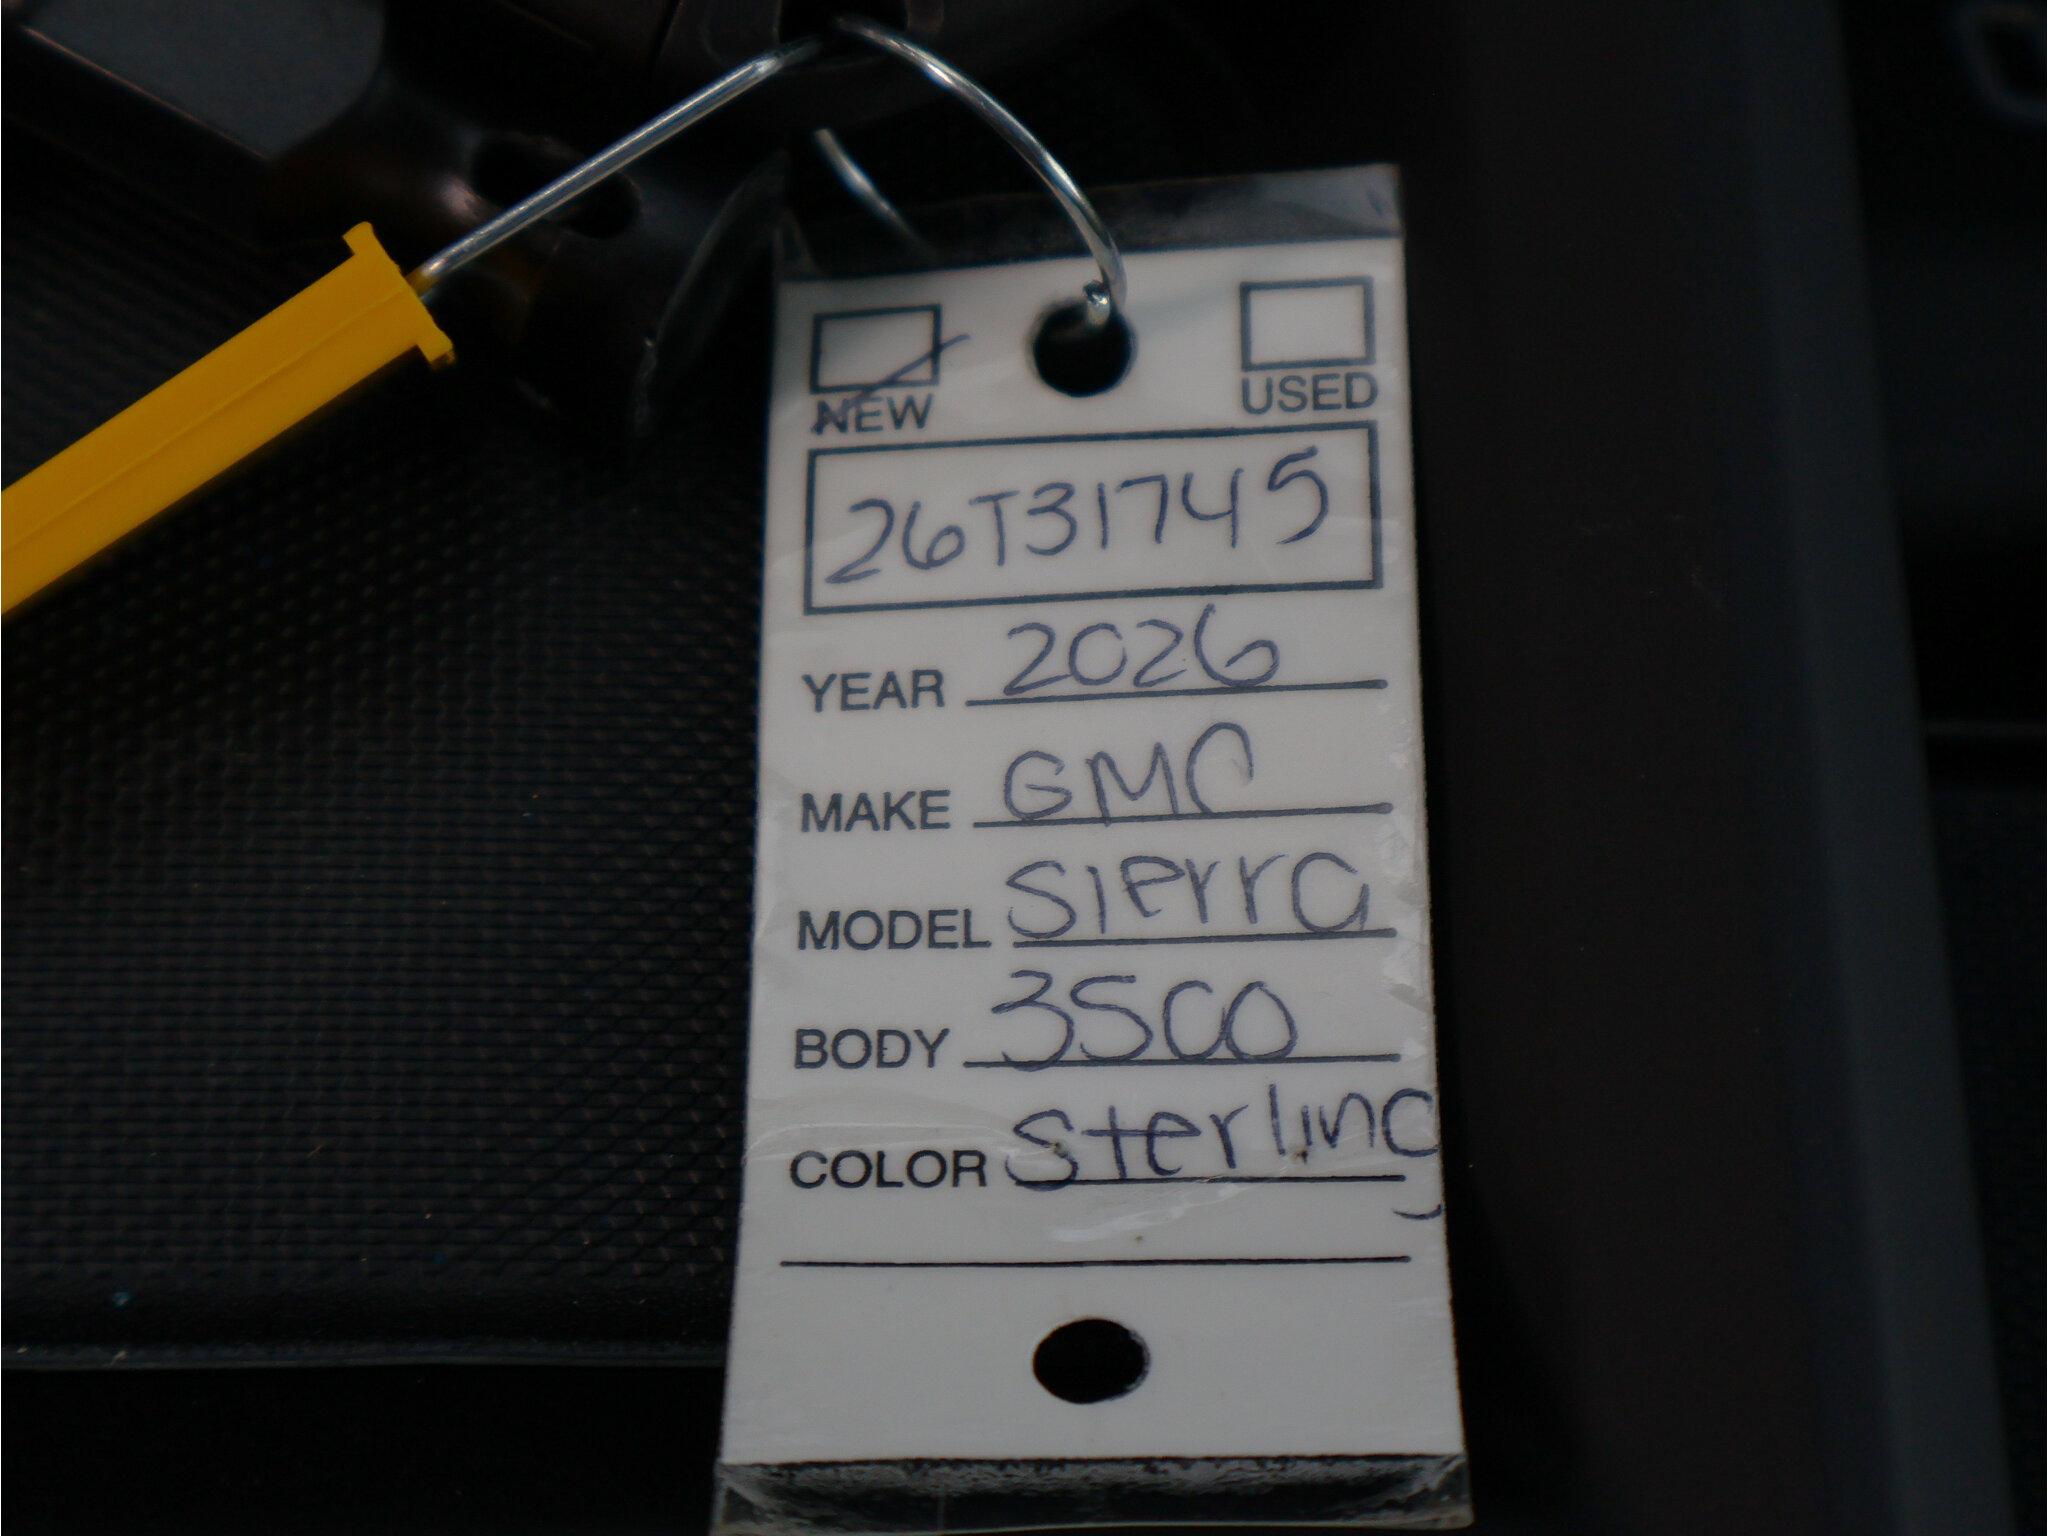 NEW USED
26T31745
YEAR 2026
MAKE GMC
MODEL Sierra
BODY 3500
COLOR Sterling